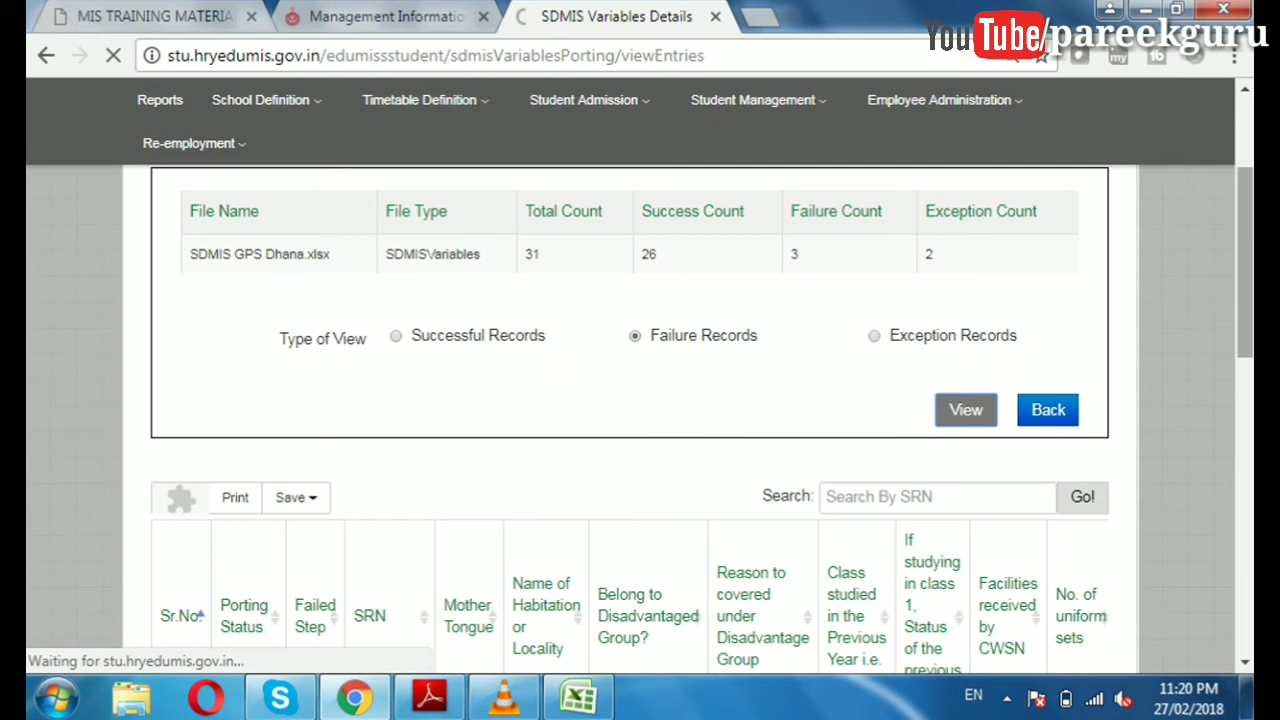 MIS TRAINING MATERIA
Management Informatio
SDMIS Variables Details
YouTube/pareekguru
stu.hryedumis.gov.in/edumissstudent/sdmisVariablesPorting/viewEntries
Reports School Definition Timetable Definition Student Admission Student Management Employee Administration
Re-employment
File Name File Type Total Count Success Count Failure Count Exception Count
SDMIS GPS Dhana.xlsx SDMISVariables 31 26 3 2
Type of View Successful Records Failure Records Exception Records
View Back
Print Save Search: Search By SRN Go!
Sr.No.
Porting
Status
Failed
Step
SRN
Mother
Tongue
Name of
Habitation
or
Locality
Belong to
Disadvantaged
Group?
Reason to
covered
under
Disadvantage
Group
Class
studied
in the
Previous
Year i.e.
If
studying
in class
1,
Status
of the
previous
Facilities
received
by
CWSN
No. of
uniform
sets
Waiting for stu.hryedumis.gov.in...
EN
11:20 PM
27/02/2018